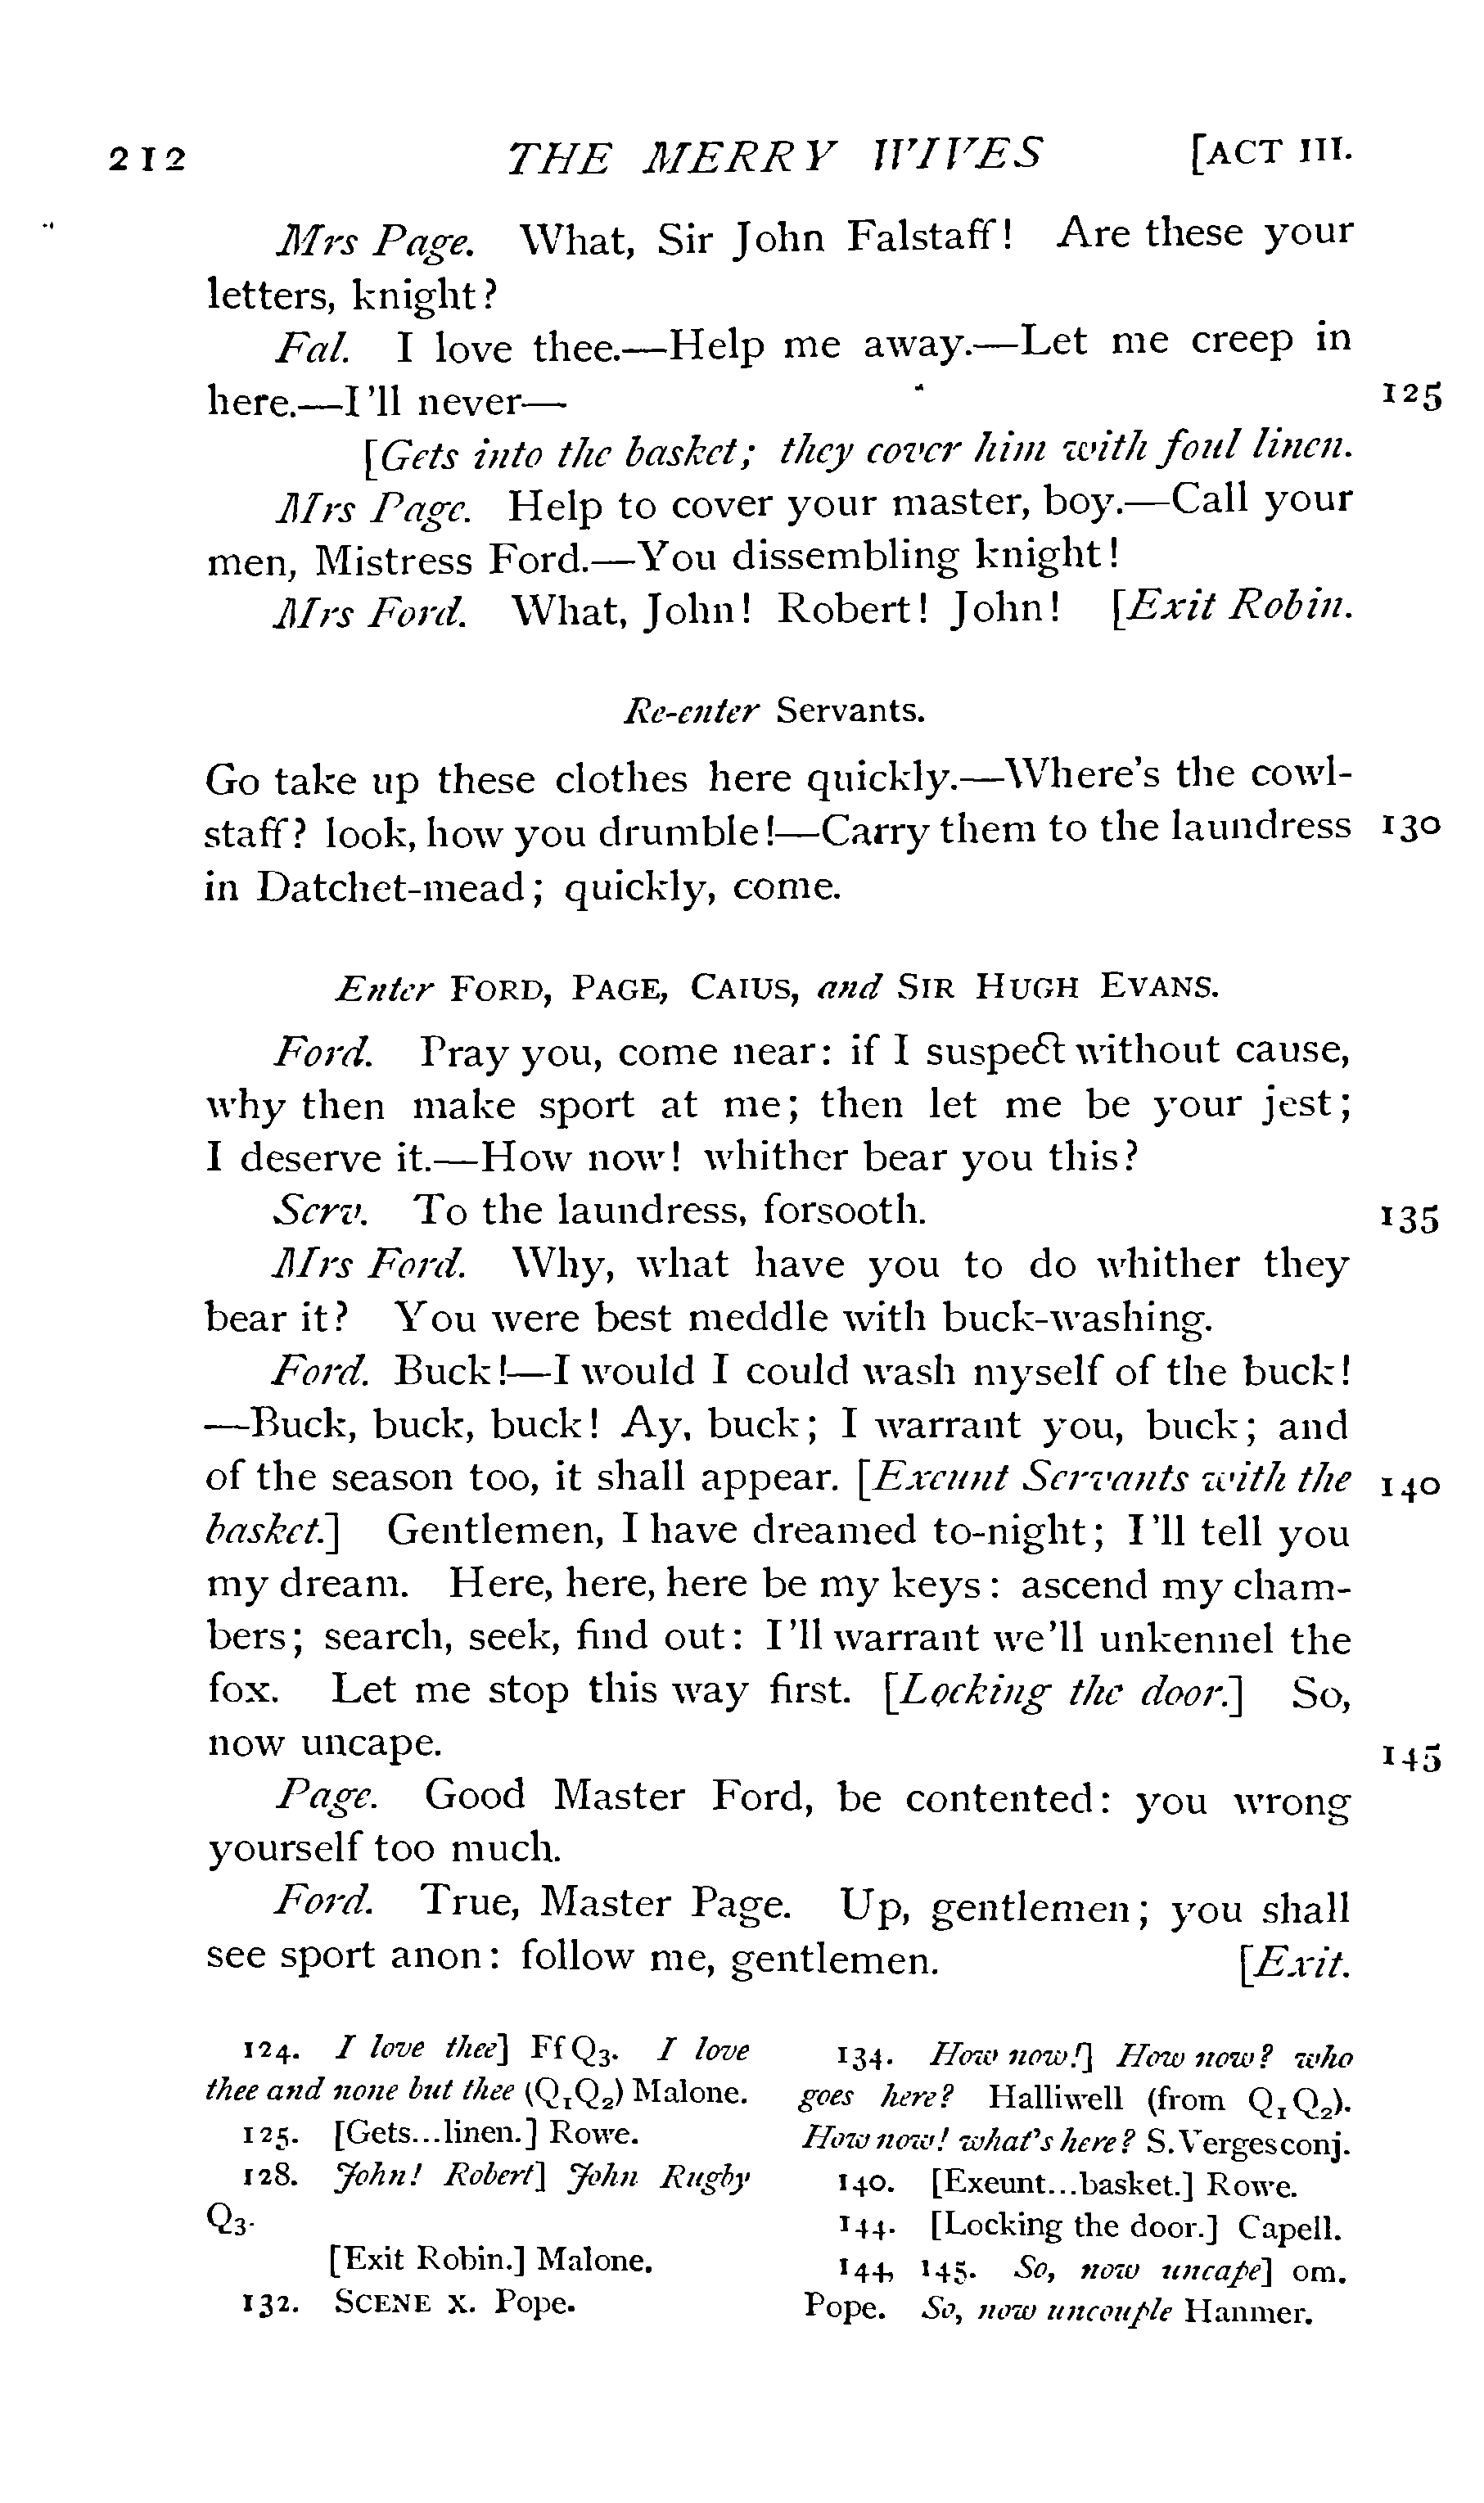 212 THE MERRY WIVES [ACT III.
Mrs Page. What, Sir John Falstaff! Are these your
letters, knight?
Fal. I love thee.—Help me away.—Let me creep in
here.—I'll never— 125
[Gets into the basket; they cover him with foul linen.
Mrs Page. Help to cover your master, boy.—Call your
men, Mistress Ford.—You dissembling knight!
Mrs Ford. What, John! Robert! John! [Exit Robin.
Re-enter Servants.
Go take up these clothes here quickly.—Where's the cowl-
staff? look, how you drumble!—Carry them to the laundress 130
in Datchet-mead; quickly, come.
Enter FORD, PAGE, CAIUS, and SIR HUGH EVANS.
Ford. Pray you, come near: if I suspect without cause,
why then make sport at me; then let me be your jest;
I deserve it.—How now! whither bear you this?
Serv. To the laundress, forsooth. 135
Mrs Ford. Why, what have you to do whither they
bear it? You were best meddle with buck-washing.
Ford. Buck!—I would I could wash myself of the buck!
—Buck, buck, buck! Ay, buck; I warrant you, buck; and
of the season too, it shall appear. [Exeunt Servants with the 140
basket.] Gentlemen, I have dreamed to-night; I'll tell you
my dream. Here, here, here be my keys: ascend my cham-
bers; search, seek, find out: I'll warrant we'll unkennel the
fox. Let me stop this way first. [Locking the door.] So,
now uncape. 145
Page. Good Master Ford, be contented: you wrong
yourself too much.
Ford. True, Master Page. Up, gentlemen; you shall
see sport anon: follow me, gentlemen. [Exit.
124. I love thee] Ff Q3. I love
thee and none but thee (Q1Q2) Malone.
125. [Gets...linen.] Rowe.
128. John! Robert] John Rugby
Q3.
[Exit Robin.] Malone.
132. SCENE X. Pope.
134. How now!] How now? who
goes here? Halliwell (from Q1Q2).
How now! what's here? S. Verges conj.
140. [Exeunt...basket.] Rowe.
144. [Locking the door.] Capell.
144, 145. So, now uncape] om.
Pope. So, now uncouple Hanmer.